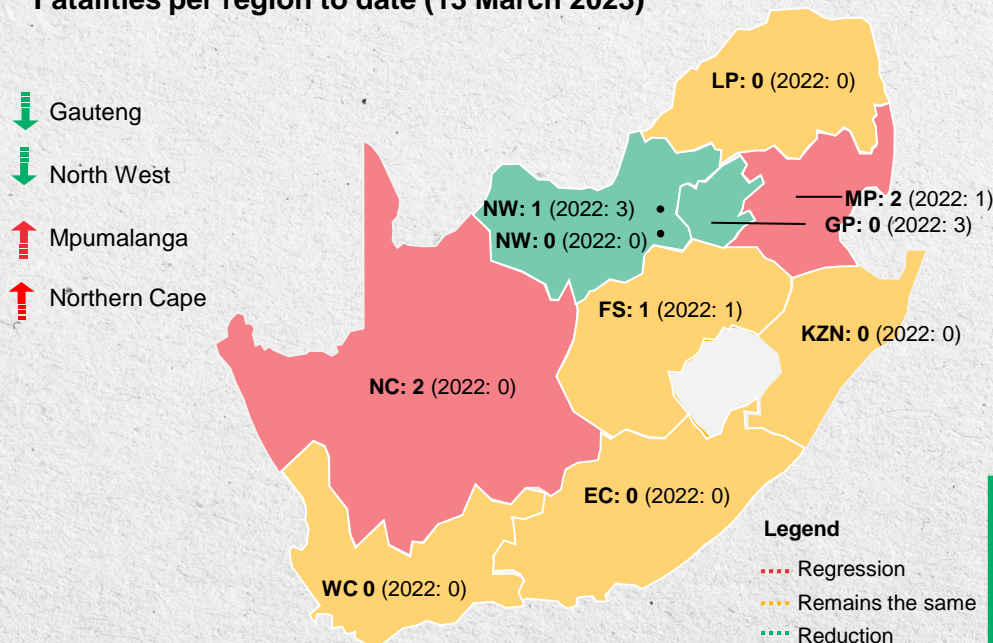 Fatalities per region to date (13 March 2023)
Gauteng
North West
Mpumalanga
Northern Cape
LP: 0 (2022: 0)
MP: 2 (2022: 1)
NW: 1 (2022: 3)
GP: 0 (2022: 3)
NW: 0 (2022: 0)
FS: 1 (2022: 1)
KZN: 0 (2022: 0)
NC: 2 (2022: 0)
EC: 0 (2022: 0)
WC 0 (2022: 0)
Legend
Regression
Remains the same
Reduction